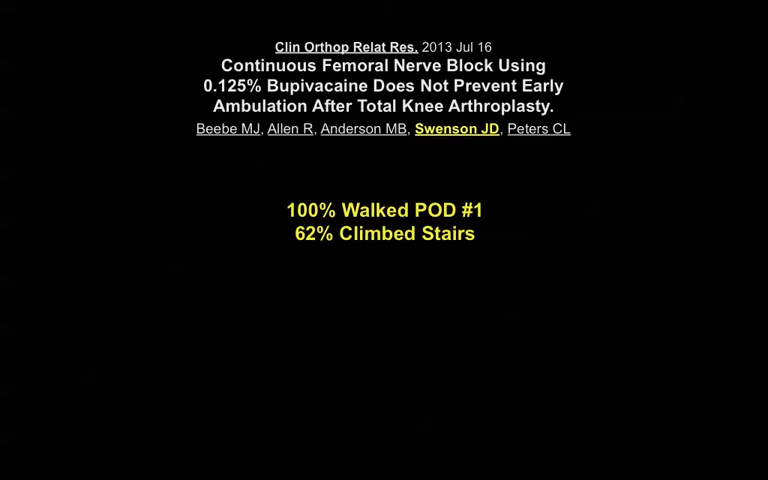 Clin Orthop Relat Res. 2013 Jul 16
Continuous Femoral Nerve Block Using
0.125% Bupivacaine Does Not Prevent Early
Ambulation After Total Knee Arthroplasty.
Beebe MJ, Allen R, Anderson MB, Swenson JD, Peters CL
100% Walked POD #1
62% Climbed Stairs